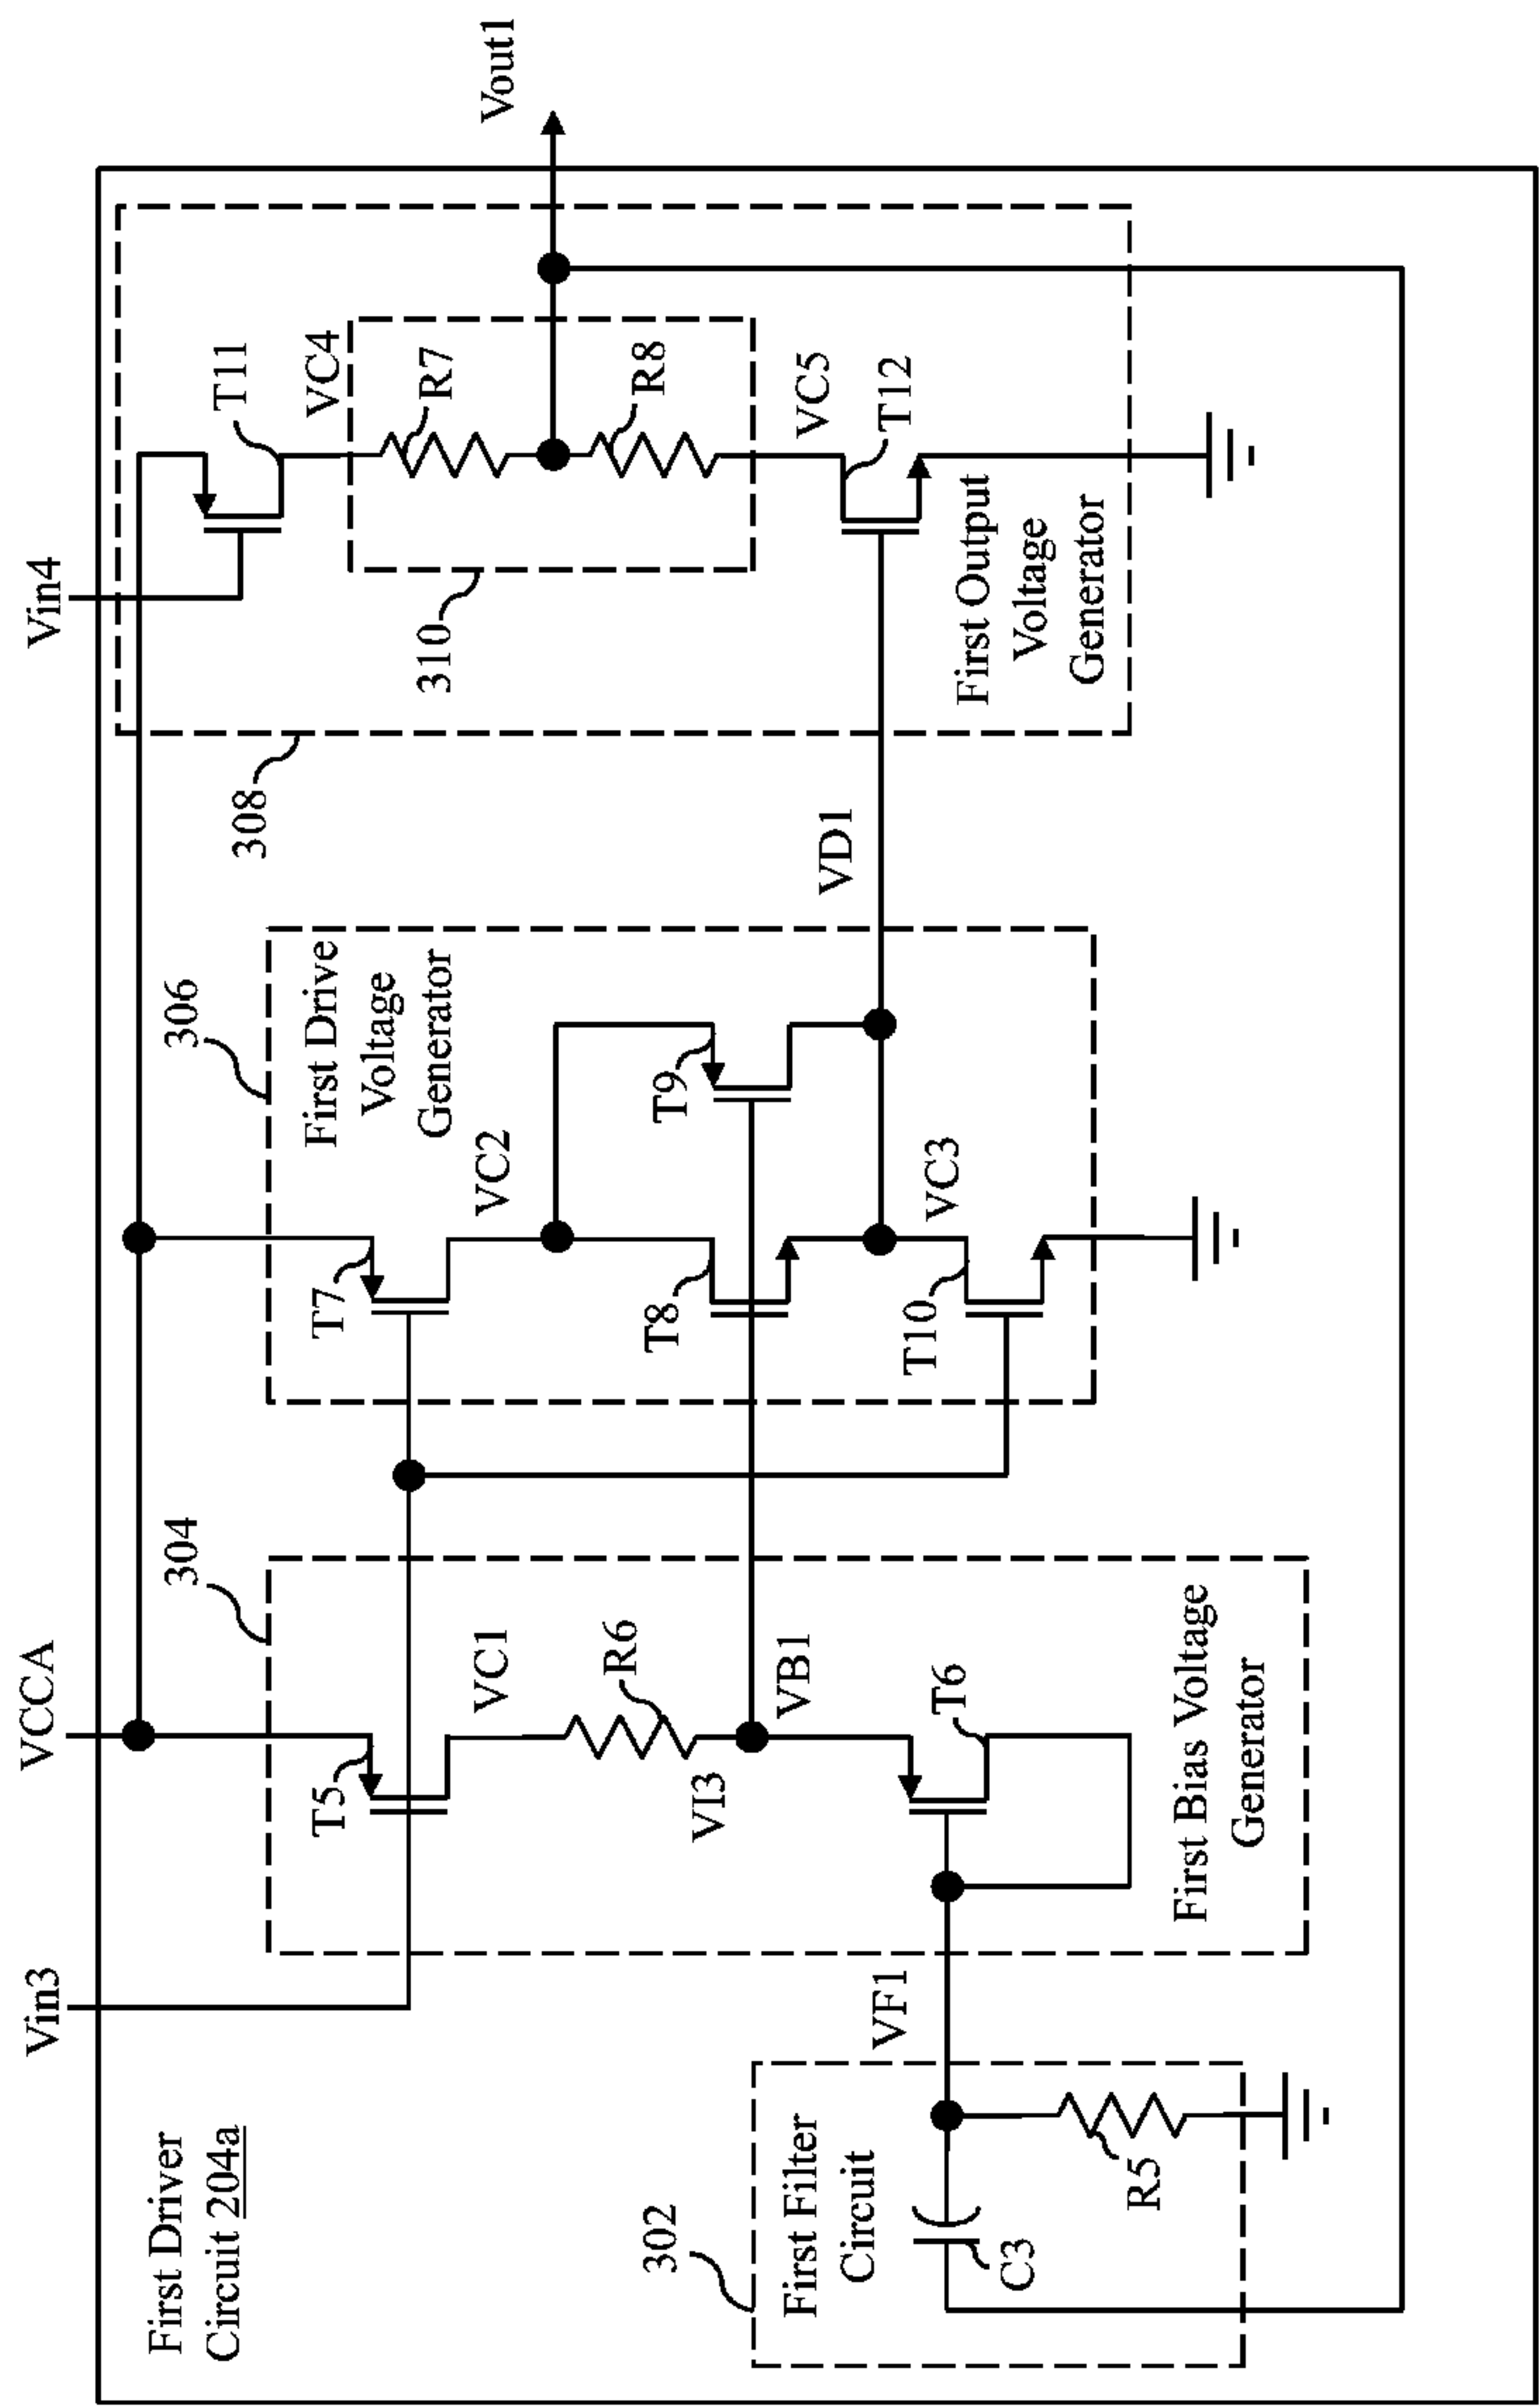 First Driver
Circuit 204a
Vin3
VCCA
Vin4
302
First Filter
Circuit
C3
R5
VF1
304
T5
VC1
R6
VI3
VB1
T6
First Bias Voltage
Generator
306
First Drive
Voltage
Generator
T7
VC2
T8
T9
VC3
T10
VD1
308
T11
VC4
310
R7
R8
VC5
T12
First Output
Voltage
Generator
Vout1